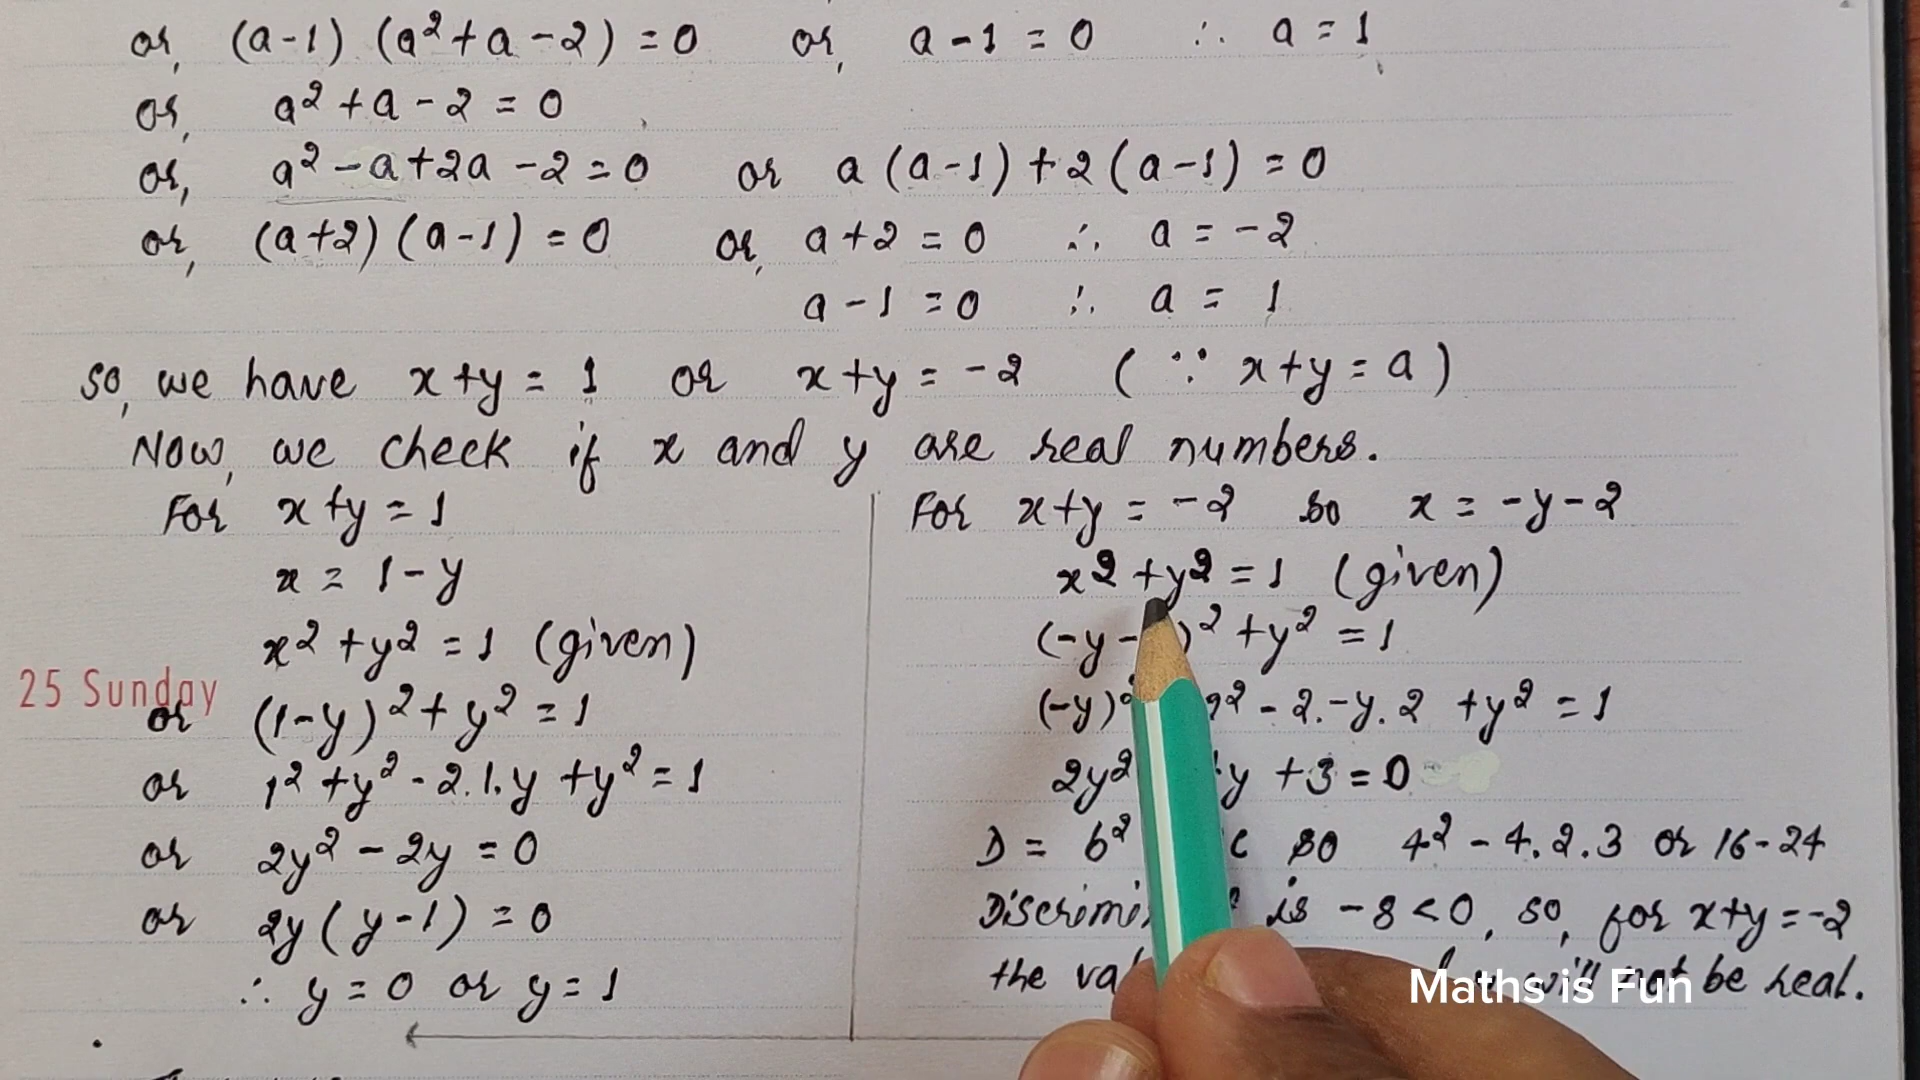 or, (a-1) (a²+a-2) = 0 or, a-1 = 0 ∴ a = 1
or, a²+a-2 = 0
or, a²-a+2a-2 = 0 or a(a-1)+2(a-1) = 0
or, (a+2)(a-1) = 0 or, a+2 = 0 ∴ a = -2
a-1 = 0 ∴ a = 1
so, we have x+y = 1 or x+y = -2 (∵ x+y = a)
Now, we check if x and y are real numbers.
For x+y = 1
x = 1-y
x²+y² = 1 (given)
25 Sunday
or (1-y)²+y² = 1
or 1²+y²-2.1.y+y² = 1
or 2y²-2y = 0
or 2y(y-1) = 0
∴ y = 0 or y = 1
For x+y = -2 so x = -y-2
x²+y² = 1 (given)
(-y- )²+y² = 1
(-y)² -2.-y.2 +y² = 1
2y² y +3 = 0
D = b² c so 4²-4.2.3 or 16-24
is -8<0, so, for x+y = -2
the will not be real.
Maths is Fun